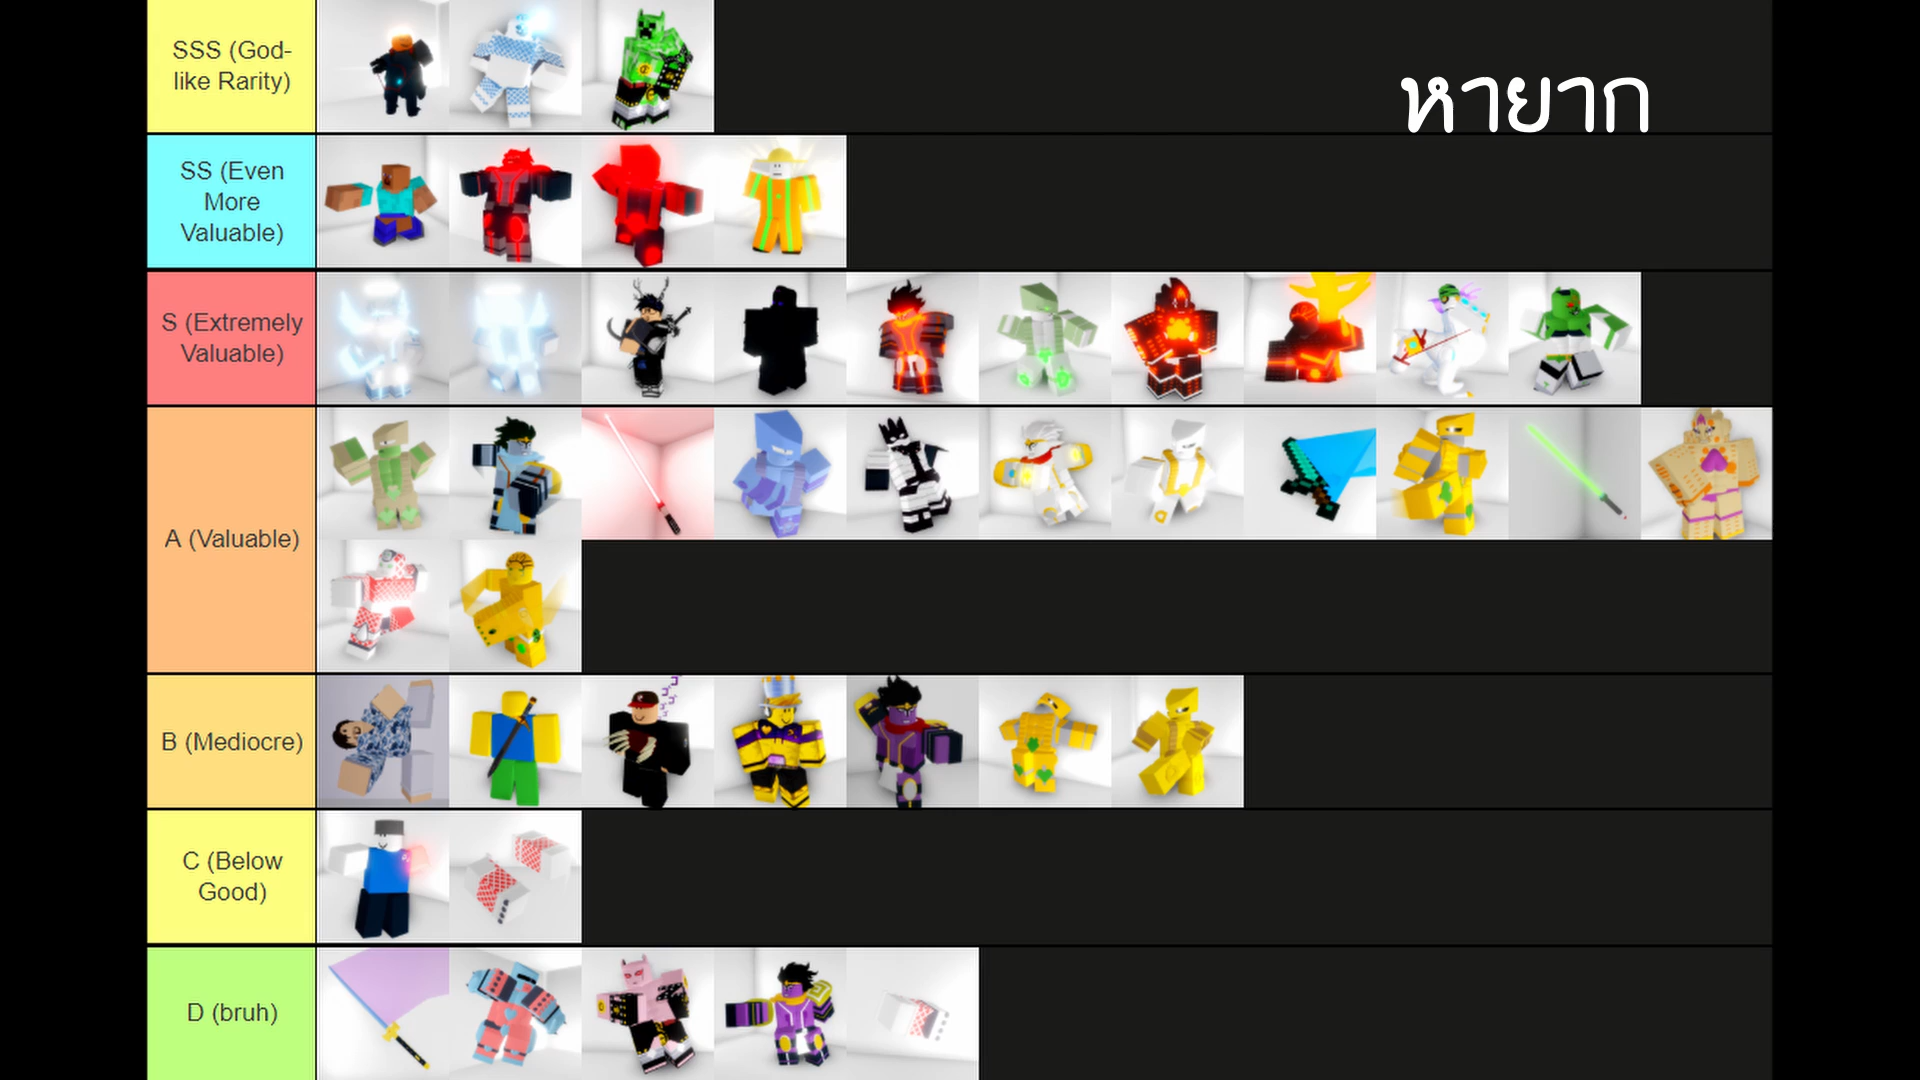 SSS (God-
like Rarity)
หายาก
SS (Even
More
Valuable)
S (Extremely
Valuable)
A (Valuable)
B (Mediocre)
C (Below
Good)
D (bruh)